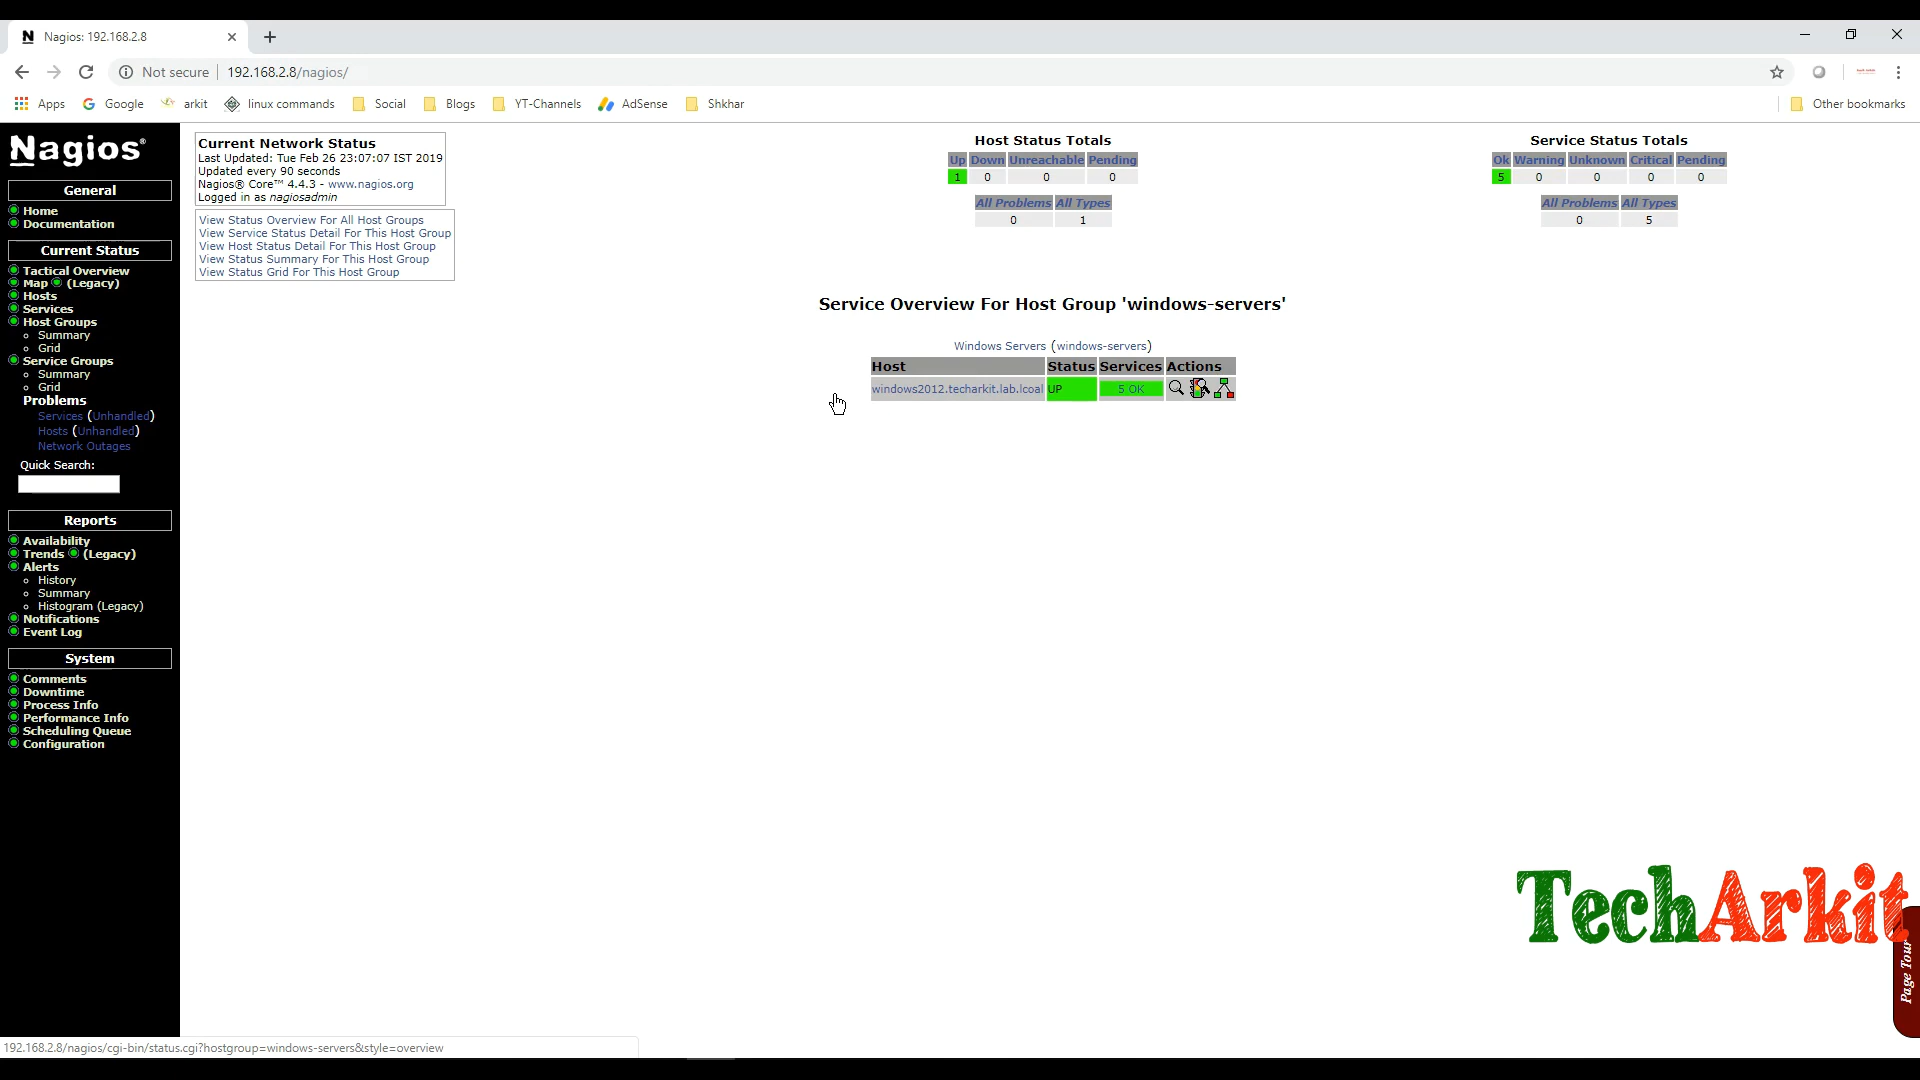 Nagios: 192.168.2.8
Not secure
192.168.2.8/nagios/
Apps
Google
arkit
linux commands
Social
Blogs
YT-Channels
AdSense
Shkhar
Other bookmarks
Nagios®
General
Home
Documentation
Current Status
Tactical Overview
Map (Legacy)
Hosts
Services
Host Groups
Summary
Grid
Service Groups
Summary
Grid
Problems
Services (Unhandled)
Hosts (Unhandled)
Network Outages
Quick Search:
Reports
Availability
Trends (Legacy)
Alerts
History
Summary
Histogram (Legacy)
Notifications
Event Log
System
Comments
Downtime
Process Info
Performance Info
Scheduling Queue
Configuration
Current Network Status
Last Updated: Tue Feb 26 23:07:07 IST 2019
Updated every 90 seconds
Nagios® Core™ 4.4.3 - www.nagios.org
Logged in as nagiosadmin
View Status Overview For All Host Groups
View Service Status Detail For This Host Group
View Host Status Detail For This Host Group
View Status Summary For This Host Group
View Status Grid For This Host Group
Host Status Totals
Up Down Unreachable Pending
1 0 0 0
All Problems All Types
0 1
Service Status Totals
Ok Warning Unknown Critical Pending
5 0 0 0 0
All Problems All Types
0 5
Service Overview For Host Group 'windows-servers'
Windows Servers (windows-servers)
Host Status Services Actions
windows2012.techarkit.lab.lcoal UP 5 OK
TechArkit
Page Tour
192.168.2.8/nagios/cgi-bin/status.cgi?hostgroup=windows-servers&style=overview